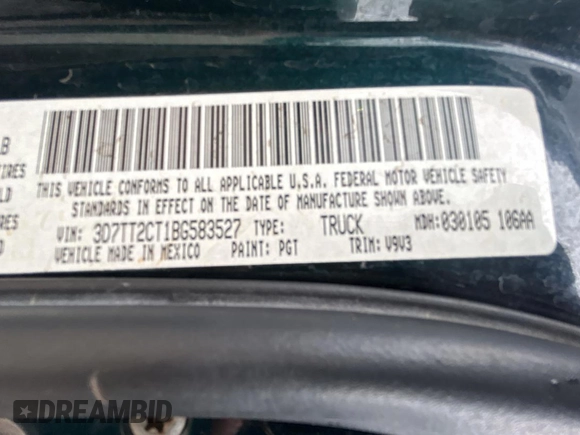 LB
THIS VEHICLE CONFORMS TO ALL APPLICABLE U.S.A. FEDERAL MOTOR VEHICLE SAFETY
STANDARDS IN EFFECT ON THE DATE OF MANUFACTURE SHOWN ABOVE.
VIN: 3D7TT2CT1BG583527 TYPE: TRUCK MDH:030105 106AA
VEHICLE MADE IN MEXICO PAINT: PGT TRIM: V9V3
DREAMBID